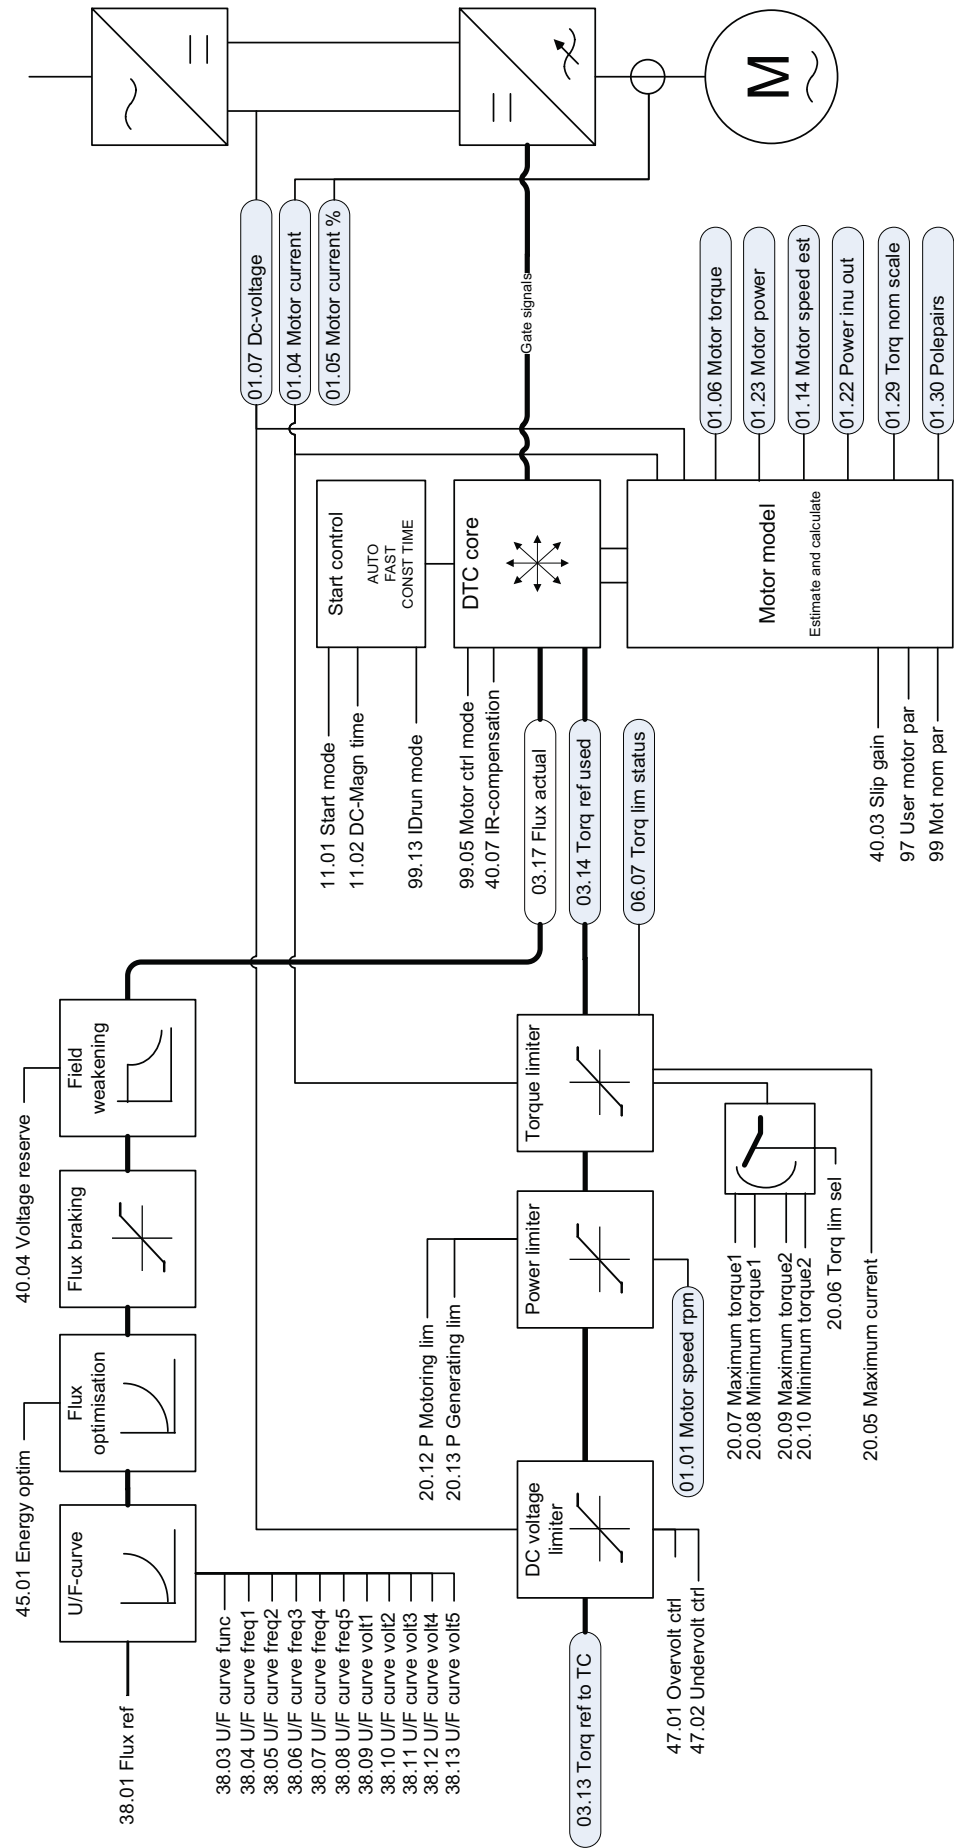 38.01 Flux ref
U/F-curve
38.03 U/F curve func
38.04 U/F curve freq1
38.05 U/F curve freq2
38.06 U/F curve freq3
38.07 U/F curve freq4
38.08 U/F curve freq5
38.09 U/F curve volt1
38.10 U/F curve volt2
38.11 U/F curve volt3
38.12 U/F curve volt4
38.13 U/F curve volt5
45.01 Energy optim
Flux
optimisation
Flux braking
40.04 Voltage reserve
Field
weakening
03.13 Torq ref to TC
DC voltage
limiter
47.01 Overvolt ctrl
47.02 Undervolt ctrl
20.12 P Motoring lim
20.13 P Generating lim
Power limiter
01.01 Motor speed rpm
Torque limiter
20.07 Maximum torque1
20.08 Minimum torque1
20.09 Maximum torque2
20.10 Minimum torque2
20.06 Torq lim sel
20.05 Maximum current
11.01 Start mode
11.02 DC-Magn time
99.13 IDrun mode
99.05 Motor ctrl mode
40.07 IR-compensation
03.17 Flux actual
03.14 Torq ref used
06.07 Torq lim status
40.03 Slip gain
97 User motor par
99 Mot nom par
Start control
AUTO
FAST
CONST TIME
DTC core
Motor model
Estimate and calculate
01.07 Dc-voltage
01.04 Motor current
01.05 Motor current %
Gate signals
01.06 Motor torque
01.23 Motor power
01.14 Motor speed est
01.22 Power inu out
01.29 Torq nom scale
01.30 Polepairs
M